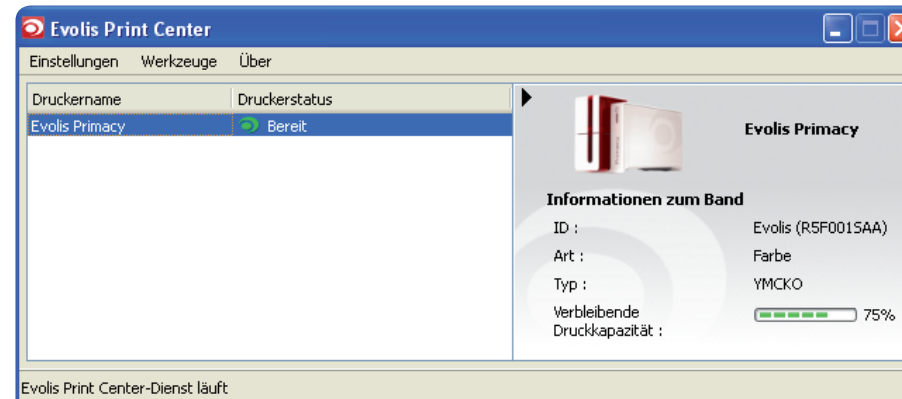 Evolis Print Center
Einstellungen Werkzeuge Über
Druckername Druckerstatus
Evolis Primacy Bereit
Evolis Primacy
Informationen zum Band
ID : Evolis (R5F001SAA)
Art : Farbe
Typ : YMCKO
Verbleibende
Druckkapazität : 75%
Evolis Print Center-Dienst läuft